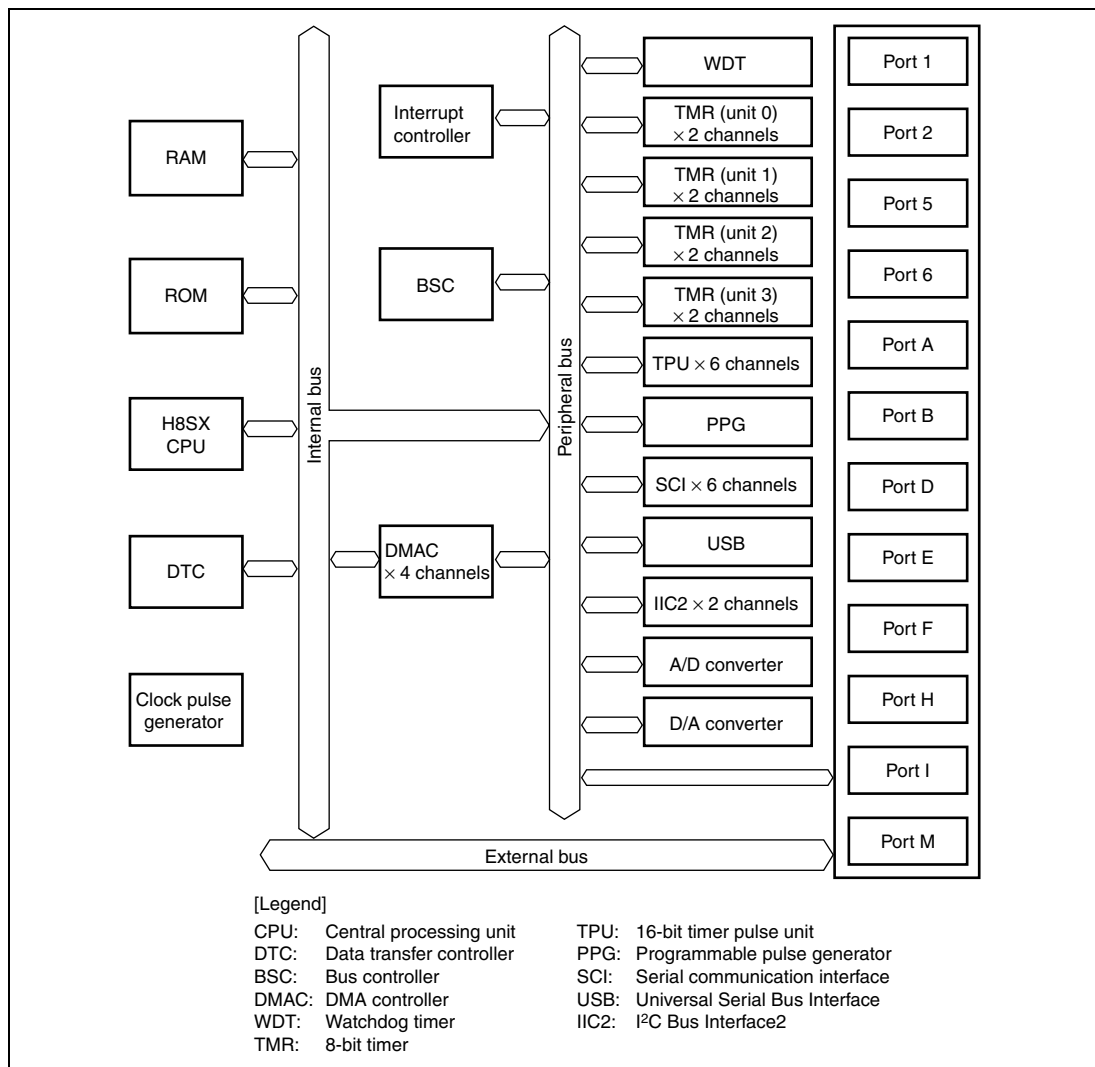 RAM
ROM
H8SX
CPU
DTC
Clock pulse
generator
Internal bus
Interrupt
controller
BSC
DMAC
× 4 channels
Peripheral bus
WDT
TMR (unit 0)
× 2 channels
TMR (unit 1)
× 2 channels
TMR (unit 2)
× 2 channels
TMR (unit 3)
× 2 channels
TPU × 6 channels
PPG
SCI × 6 channels
USB
IIC2 × 2 channels
A/D converter
D/A converter
Port 1
Port 2
Port 5
Port 6
Port A
Port B
Port D
Port E
Port F
Port H
Port I
Port M
External bus
[Legend]
CPU: Central processing unit
DTC: Data transfer controller
BSC: Bus controller
DMAC: DMA controller
WDT: Watchdog timer
TMR: 8-bit timer
TPU: 16-bit timer pulse unit
PPG: Programmable pulse generator
SCI: Serial communication interface
USB: Universal Serial Bus Interface
IIC2: I²C Bus Interface2